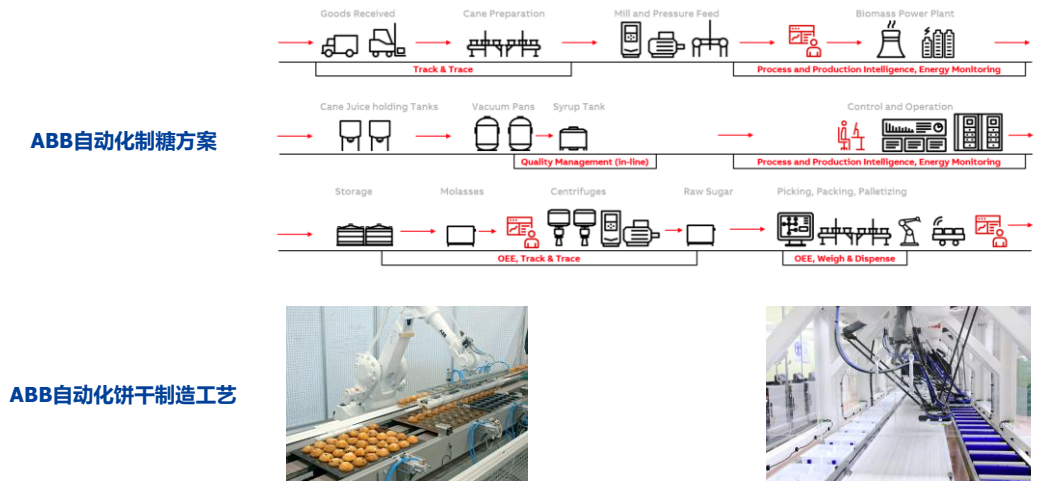 Goods Received
Cane Preparation
Mill and Pressure Feed
Biomass Power Plant
Track & Trace
Process and Production Intelligence, Energy Monitoring
ABB自动化制糖方案
Cane Juice holding Tanks
Vacuum Pans
Syrup Tank
Control and Operation
Quality Management (in-line)
Process and Production Intelligence, Energy Monitoring
Storage
Molasses
Centrifuges
Raw Sugar
Picking, Packing, Palletizing
OEE, Track & Trace
OEE, Weigh & Dispense
ABB自动化饼干制造工艺
ABB